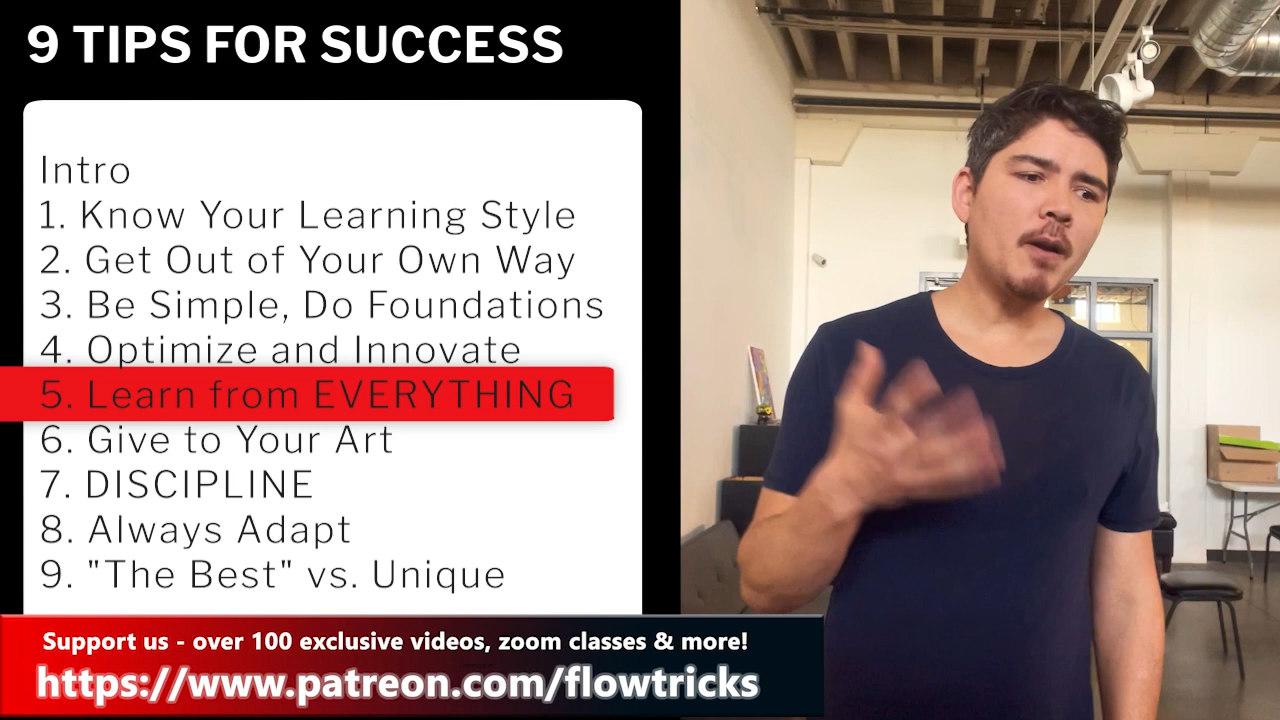 9 TIPS FOR SUCCESS
Intro
1. Know Your Learning Style
2. Get Out of Your Own Way
3. Be Simple, Do Foundations
4. Optimize and Innovate
5. Learn from EVERYTHING
6. Give to Your Art
7. DISCIPLINE
8. Always Adapt
9. "The Best" vs. Unique
Support us - over 100 exclusive videos, zoom classes & more!
https://www.patreon.com/flowtricks